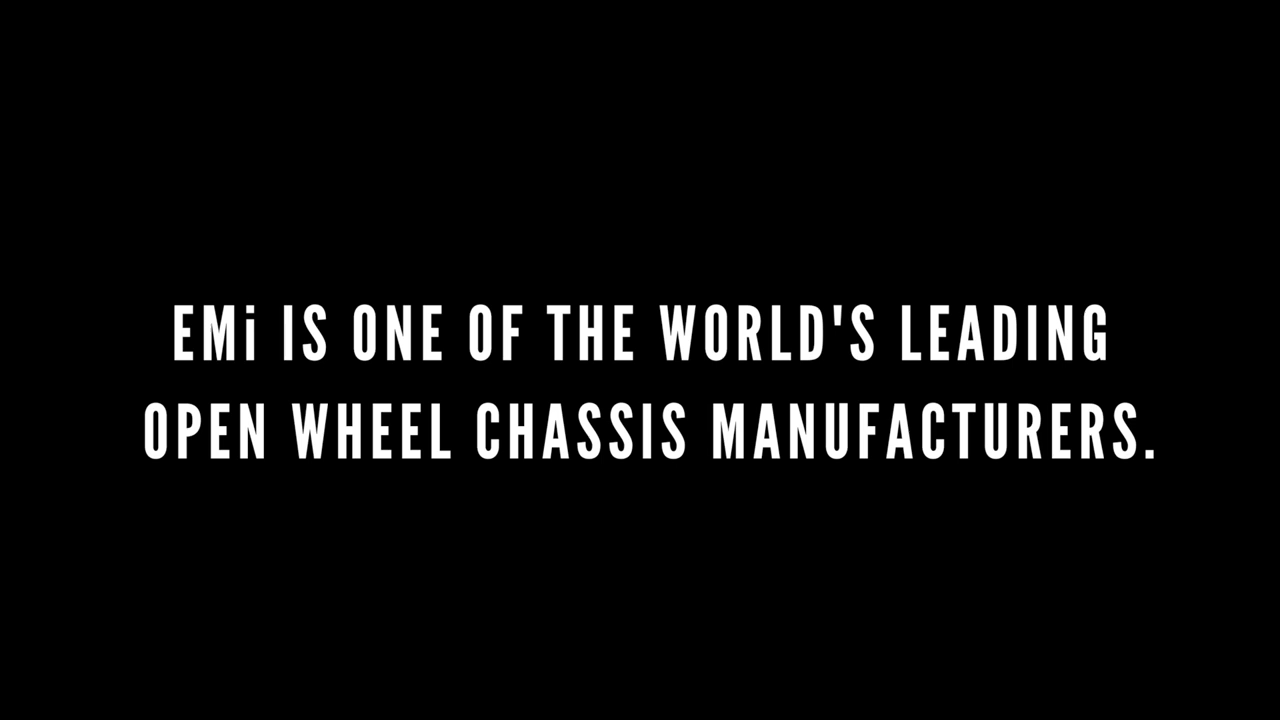 EMi IS ONE OF THE WORLD'S LEADING
OPEN WHEEL CHASSIS MANUFACTURERS.